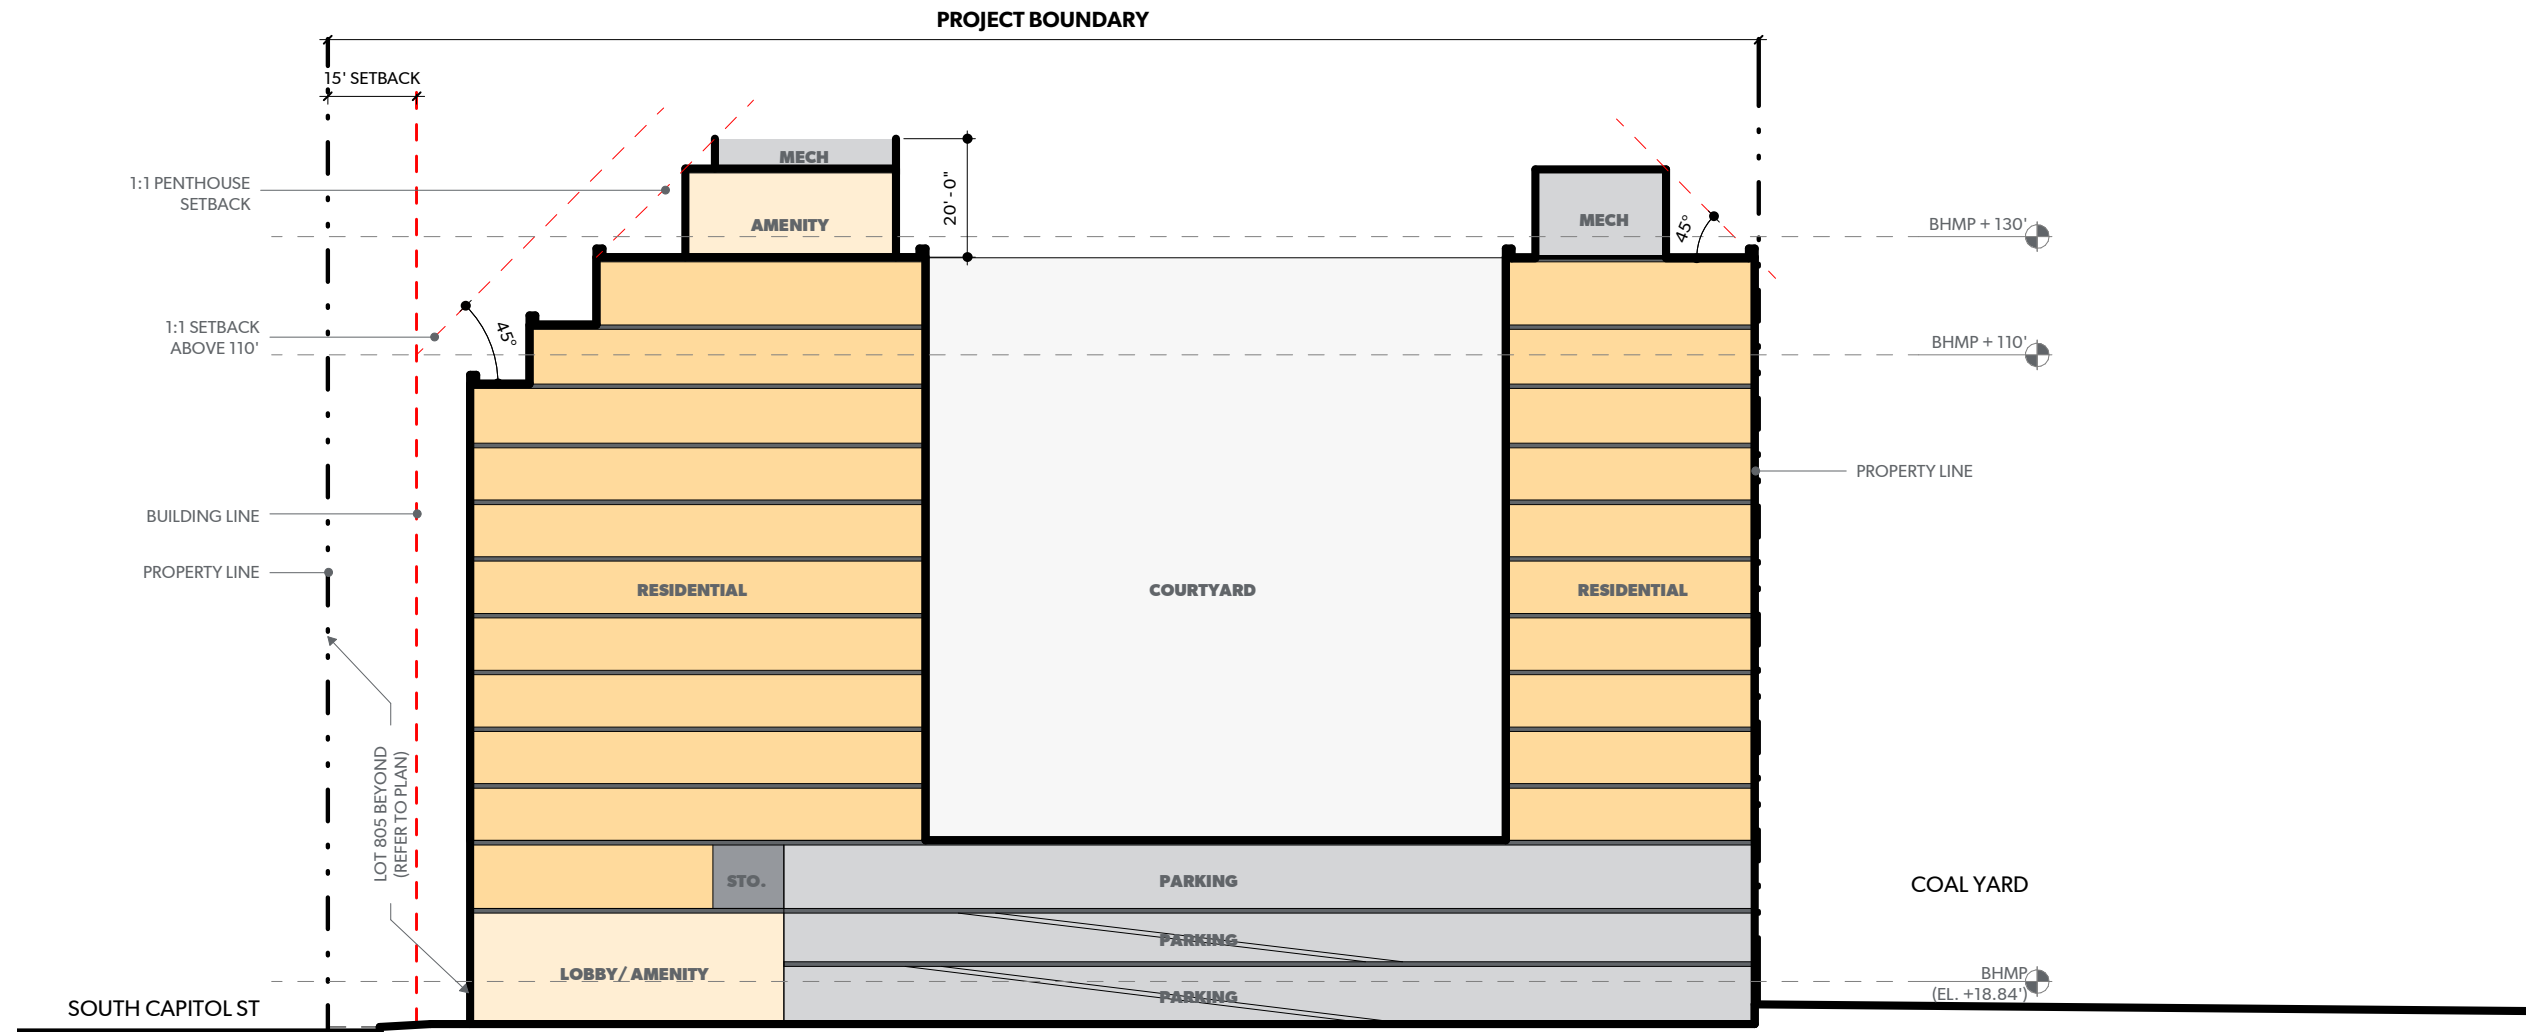 PROJECT BOUNDARY
15' SETBACK
MECH
1:1 PENTHOUSE
SETBACK
20'-0"
AMENITY
MECH
45°
BHMP + 130'
1:1 SETBACK
ABOVE 110'
45°
BHMP + 110'
PROPERTY LINE
BUILDING LINE
PROPERTY LINE
RESIDENTIAL
COURTYARD
RESIDENTIAL
LOT 805 BEYOND
(REFER TO PLAN)
STO.
PARKING
COAL YARD
PARKING
LOBBY/ AMENITY
BHMP
(EL. +18.84')
PARKING
SOUTH CAPITOL ST